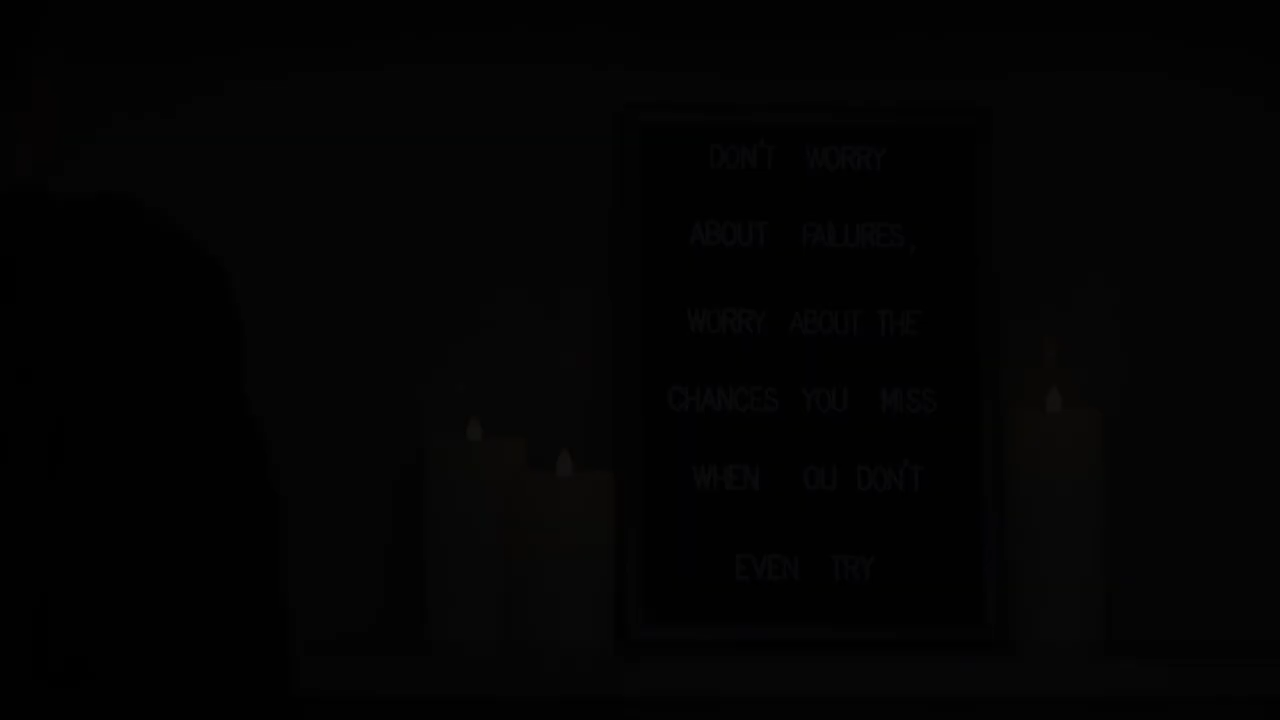 DON'T WORRY
ABOUT FAILURES,
WORRY ABOUT THE
CHANCES YOU MISS
WHEN OU DON'T
EVEN TRY